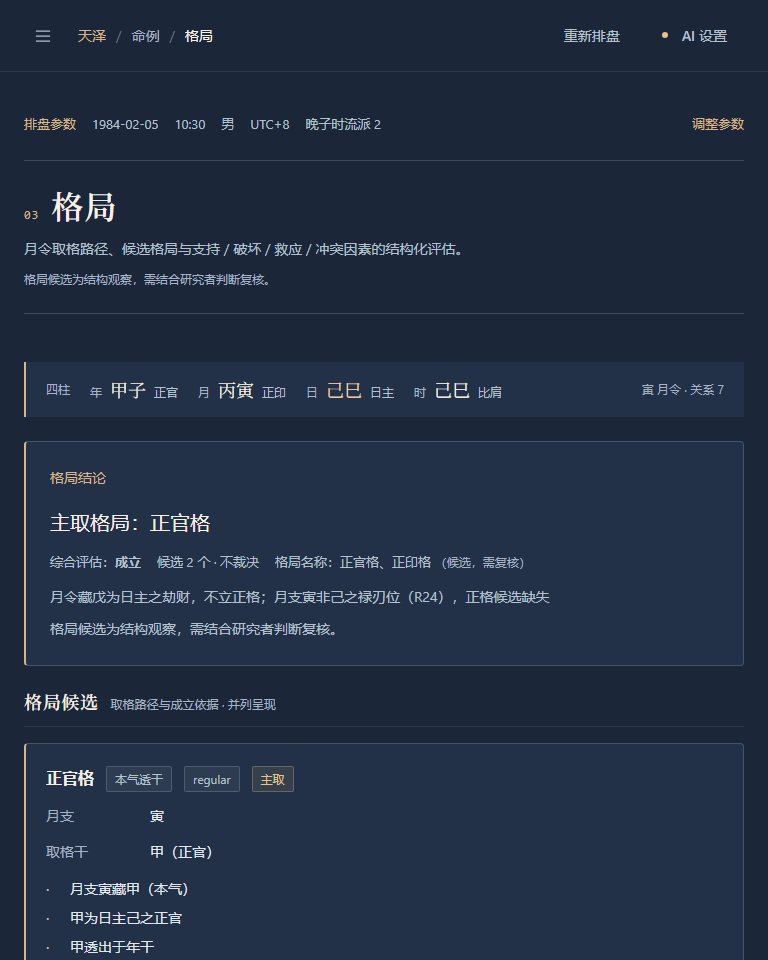 天泽 / 命例 / 格局 重新排盘 AI 设置
排盘参数 1984-02-05 10:30 男 UTC+8 晚子时流派 2 调整参数
03 格局
月令取格路径、候选格局与支持 / 破坏 / 救应 / 冲突因素的结构化评估。
格局候选为结构观察，需结合研究者判断复核。
四柱 年 甲子 正官 月 丙寅 正印 日 己巳 日主 时 己巳 比肩 寅 月令 · 关系 7
格局结论
主取格局：正官格
综合评估：成立 候选 2 个 · 不裁决 格局名称：正官格、正印格 （候选，需复核）
月令藏戊为日主之劫财，不立正格；月支寅非己之禄刃位（R24），正格候选缺失
格局候选为结构观察，需结合研究者判断复核。
格局候选 取格路径与成立依据 · 并列呈现
正官格 本气透干 regular 主取
月支 寅
取格干 甲（正官）
· 月支寅藏甲（本气）
· 甲为日主己之正官
· 甲透出于年干